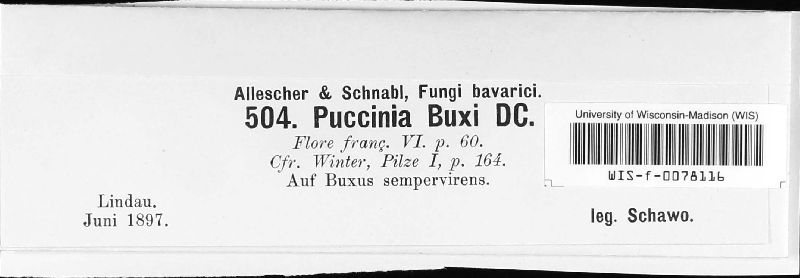 Allescher & Schnabl, Fungi bavarici.
504. Puccinia Buxi DC.
Flore franç. VI. p. 60.
Cfr. Winter, Pilze I, p. 164.
Auf Buxus sempervirens.
Lindau.
Juni 1897.
leg. Schawo.
University of Wisconsin-Madison (WIS)
WIS-f-0078116